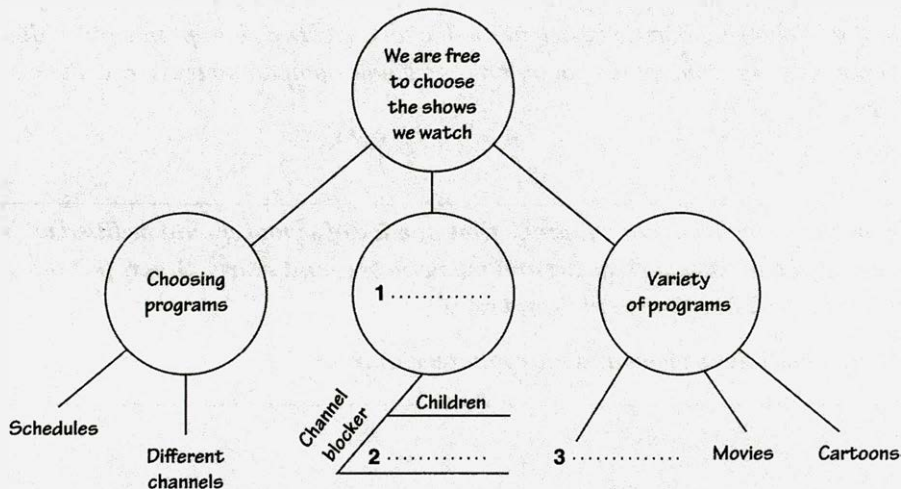 We are free
to choose
the shows
we watch
Choosing
programs
1 ....................
Variety
of programs
Schedules
Different
channels
Channel
blocker
Children
2 ....................
3 ....................
Movies
Cartoons